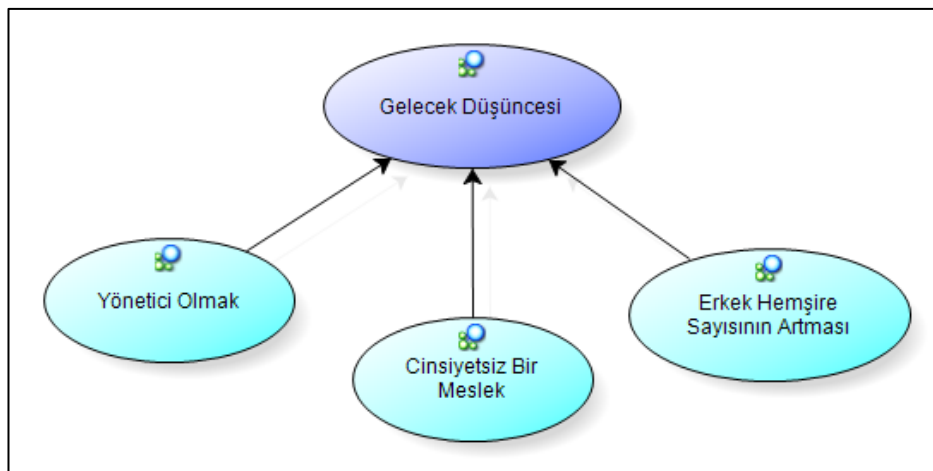 Gelecek Düşüncesi
Yönetici Olmak
Cinsiyetsiz Bir
Meslek
Erkek Hemşire
Sayısının Artması